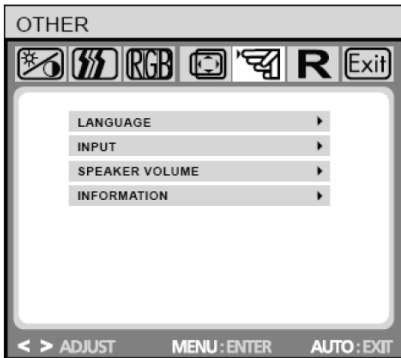 OTHER
RGB R Exit
LANGUAGE
INPUT
SPEAKER VOLUME
INFORMATION
< > ADJUST MENU : ENTER AUTO : EXIT